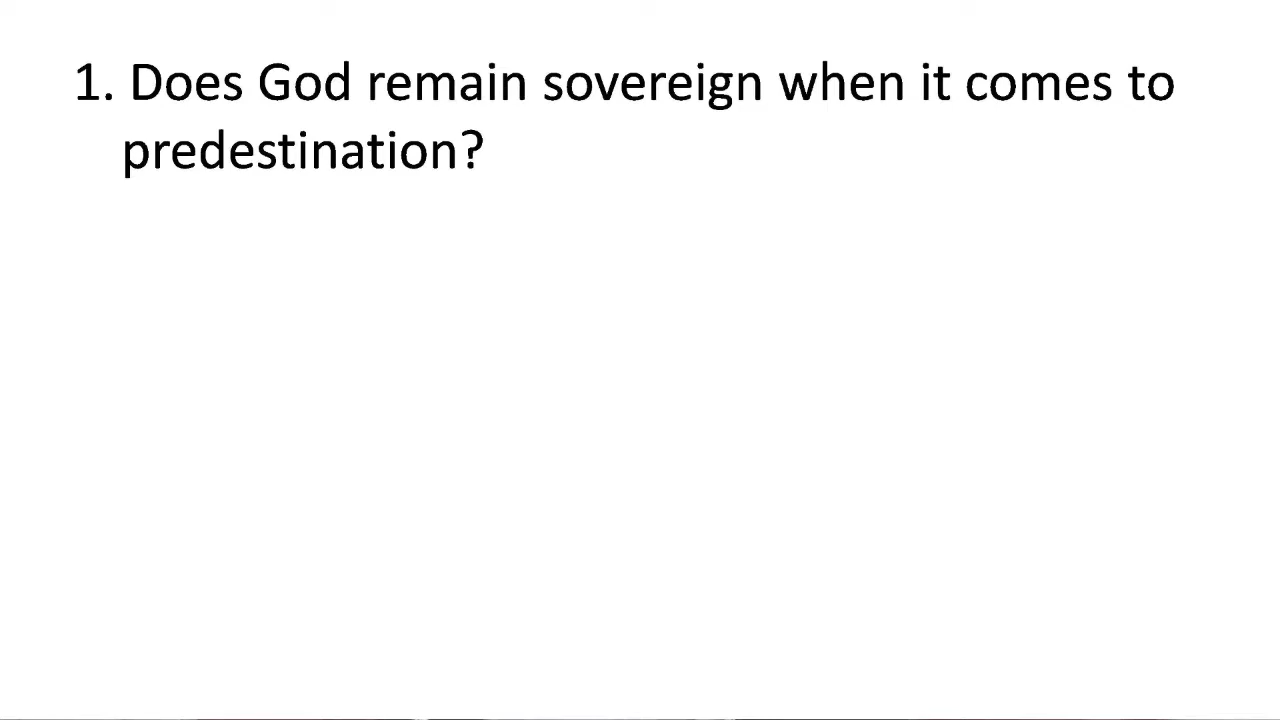 1. Does God remain sovereign when it comes to
predestination?